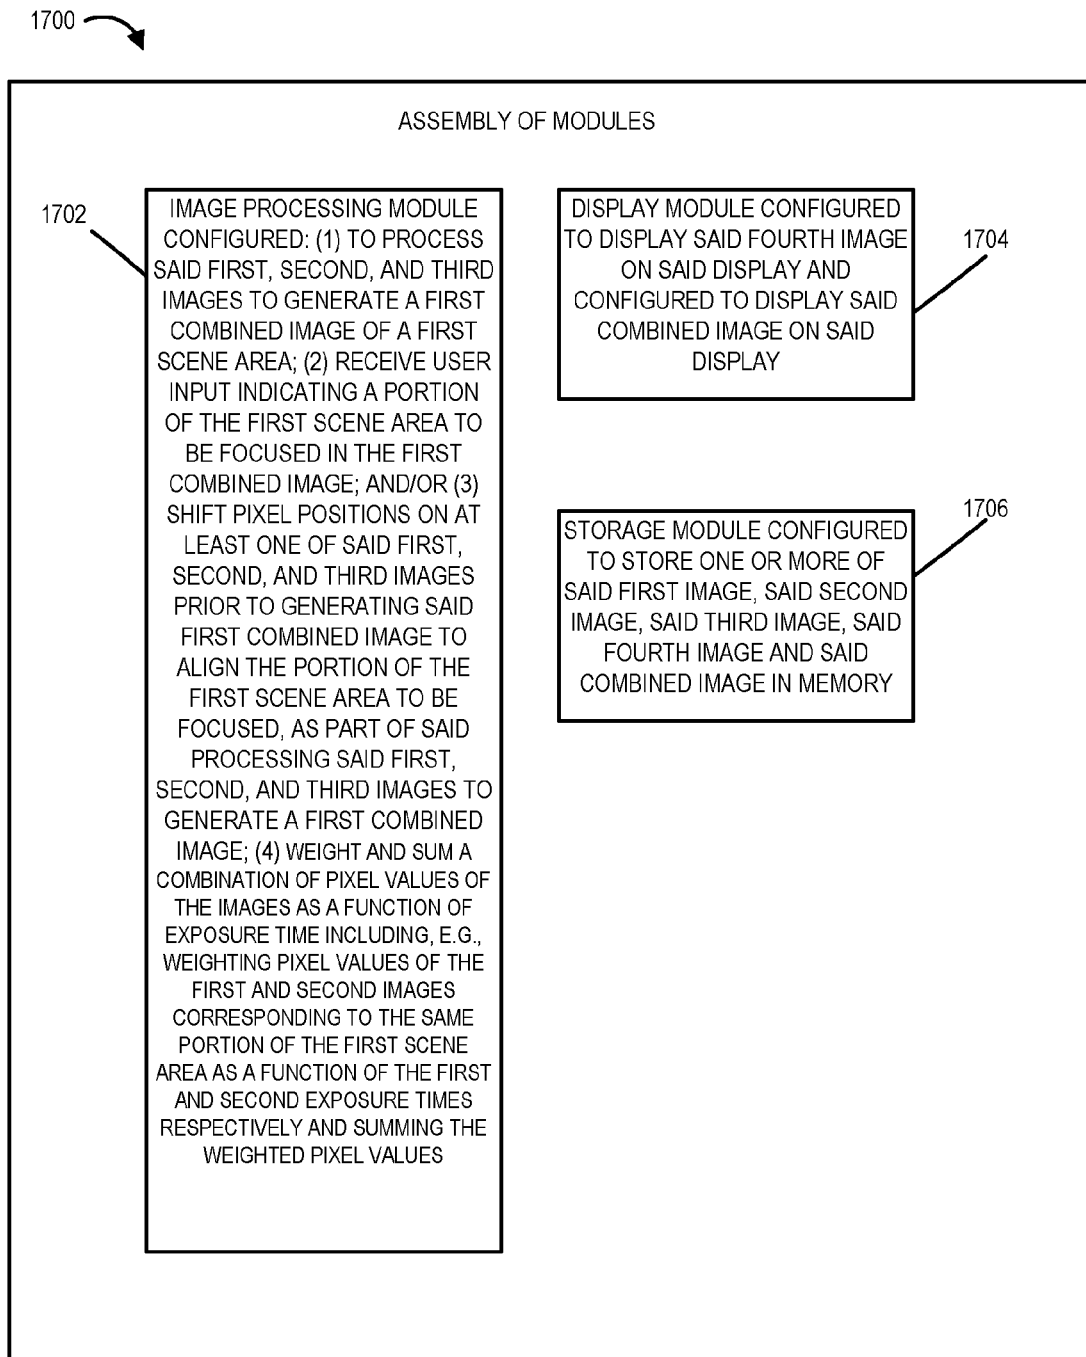 1700
ASSEMBLY OF MODULES
1702
IMAGE PROCESSING MODULE
CONFIGURED: (1) TO PROCESS
SAID FIRST, SECOND, AND THIRD
IMAGES TO GENERATE A FIRST
COMBINED IMAGE OF A FIRST
SCENE AREA; (2) RECEIVE USER
INPUT INDICATING A PORTION
OF THE FIRST SCENE AREA TO
BE FOCUSED IN THE FIRST
COMBINED IMAGE; AND/OR (3)
SHIFT PIXEL POSITIONS ON AT
LEAST ONE OF SAID FIRST,
SECOND, AND THIRD IMAGES
PRIOR TO GENERATING SAID
FIRST COMBINED IMAGE TO
ALIGN THE PORTION OF THE
FIRST SCENE AREA TO BE
FOCUSED, AS PART OF SAID
PROCESSING SAID FIRST,
SECOND, AND THIRD IMAGES TO
GENERATE A FIRST COMBINED
IMAGE; (4) WEIGHT AND SUM A
COMBINATION OF PIXEL VALUES OF
THE IMAGES AS A FUNCTION OF
EXPOSURE TIME INCLUDING, E.G.,
WEIGHTING PIXEL VALUES OF THE
FIRST AND SECOND IMAGES
CORRESPONDING TO THE SAME
PORTION OF THE FIRST SCENE
AREA AS A FUNCTION OF THE FIRST
AND SECOND EXPOSURE TIMES
RESPECTIVELY AND SUMMING THE
WEIGHTED PIXEL VALUES
DISPLAY MODULE CONFIGURED
TO DISPLAY SAID FOURTH IMAGE
ON SAID DISPLAY AND
CONFIGURED TO DISPLAY SAID
COMBINED IMAGE ON SAID
DISPLAY
1704
STORAGE MODULE CONFIGURED
TO STORE ONE OR MORE OF
SAID FIRST IMAGE, SAID SECOND
IMAGE, SAID THIRD IMAGE, SAID
FOURTH IMAGE AND SAID
COMBINED IMAGE IN MEMORY
1706